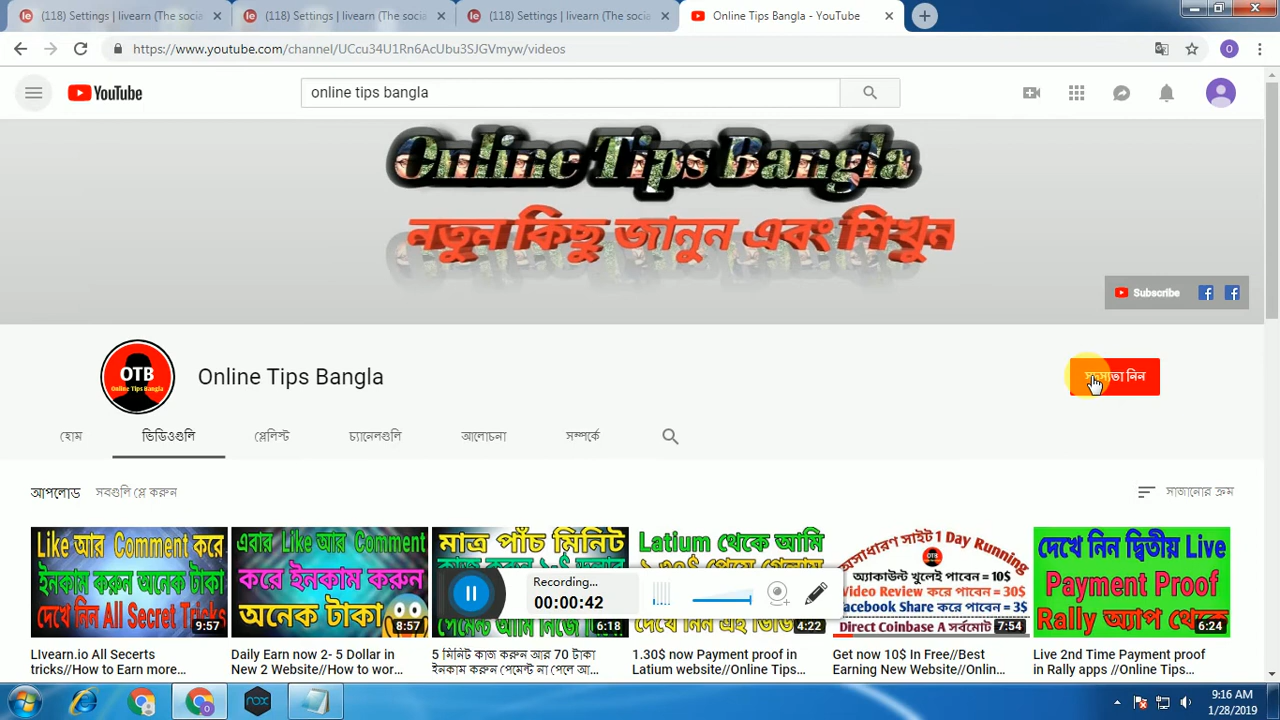 (118) Settings | livearn (The socia
(118) Settings | livearn (The socia
(118) Settings | livearn (The socia
Online Tips Bangla - YouTube
https://www.youtube.com/channel/UCcu34U1Rn6AcUbu3SJGVmyw/videos
O
YouTube
online tips bangla
Online Tips Bangla
নতুন কিছু জানুন এবং শিখুন
Subscribe
OTB
Online Tips Bangla
Online Tips Bangla
সদস্যতা নিন
হোম
ভিডিওগুলি
প্লেলিস্ট
চ্যানেলগুলি
আলোচনা
সম্পর্কে
আপলোড
সবগুলি প্লে করুন
সাজানোর ক্রম
Like আর Comment করে
ইনকাম করুন অনেক টাকা
দেখে নিন All Secret Tricks
9:57
এবার Like আর Comment
করে ইনকাম করুন
অনেক টাকা
8:57
মাত্র পাঁচ মিনিট
পেমেন্ট আমি নিজে
6:18
Latium থেকে আমি
দেখে নিন এই
4:22
অসাধারণ সাইট 1 Day Running
OTB
অ্যাকাউন্ট খুলেই পাবেন = 10$
Video Review করে পাবেন = 30$
Facebook Share করে পাবেন = 3$
Direct Coinbase A সর্বমোট
7:54
দেখে নিন দ্বিতীয় Live
Payment Proof
Rally অ্যাপ থেকে
6:24
Recording...
00:00:42
LIvearn.io All Secerts
tricks//How to Earn more...
Daily Earn now 2- 5 Dollar in
New 2 Website//How to wor...
5 মিনিট কাজ করুন আর 70 টাকা
ইনকাম করুন পেমেন্ট না পেলে আ...
1.30$ now Payment proof in
Latium website//Online Tips...
Get now 10$ In Free//Best
Earning New Website//Onlin...
Live 2nd Time Payment proof
in Rally apps //Online Tips...
nox
9:16 AM
1/28/2019